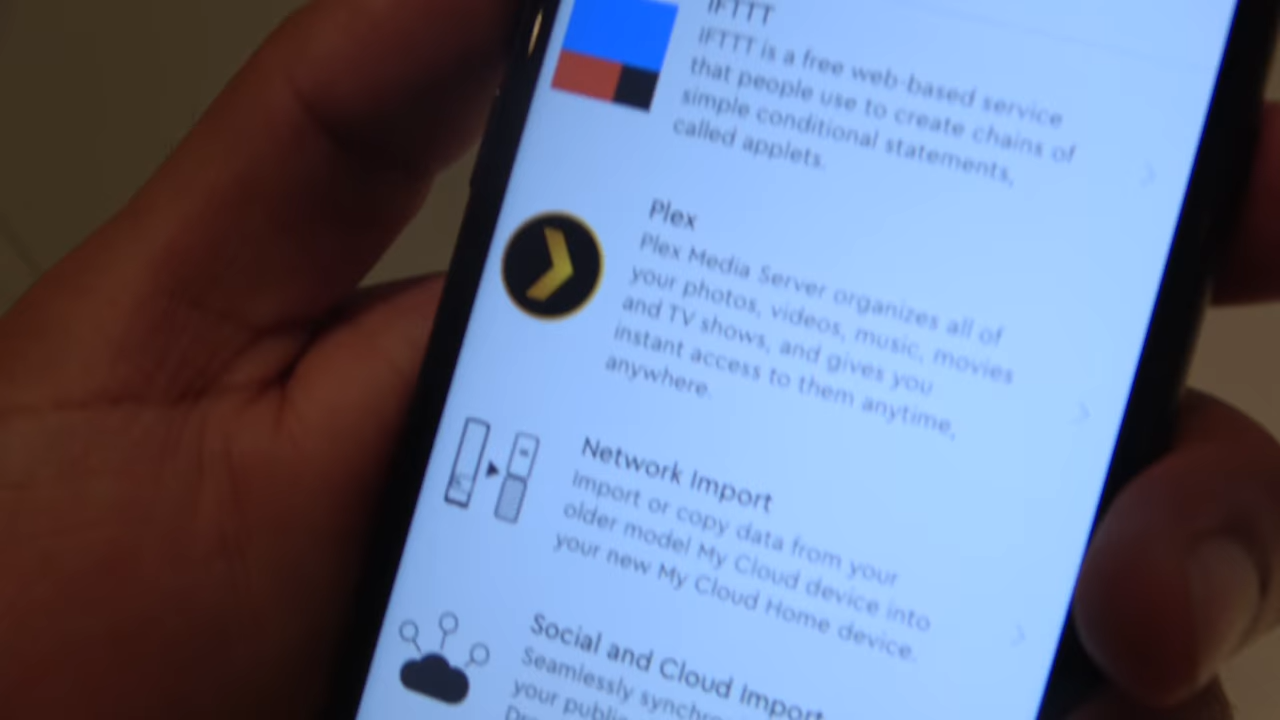 IFTTT
IFTTT is a free web-based service
that people use to create chains of
simple conditional statements,
called applets.
Plex
Plex Media Server organizes all of
your photos, videos, music, movies
and TV shows, and gives you
instant access to them anytime,
anywhere.
Network Import
Import or copy data from your
older model My Cloud device into
your new My Cloud Home device.
Social and Cloud Import
Seamlessly
your